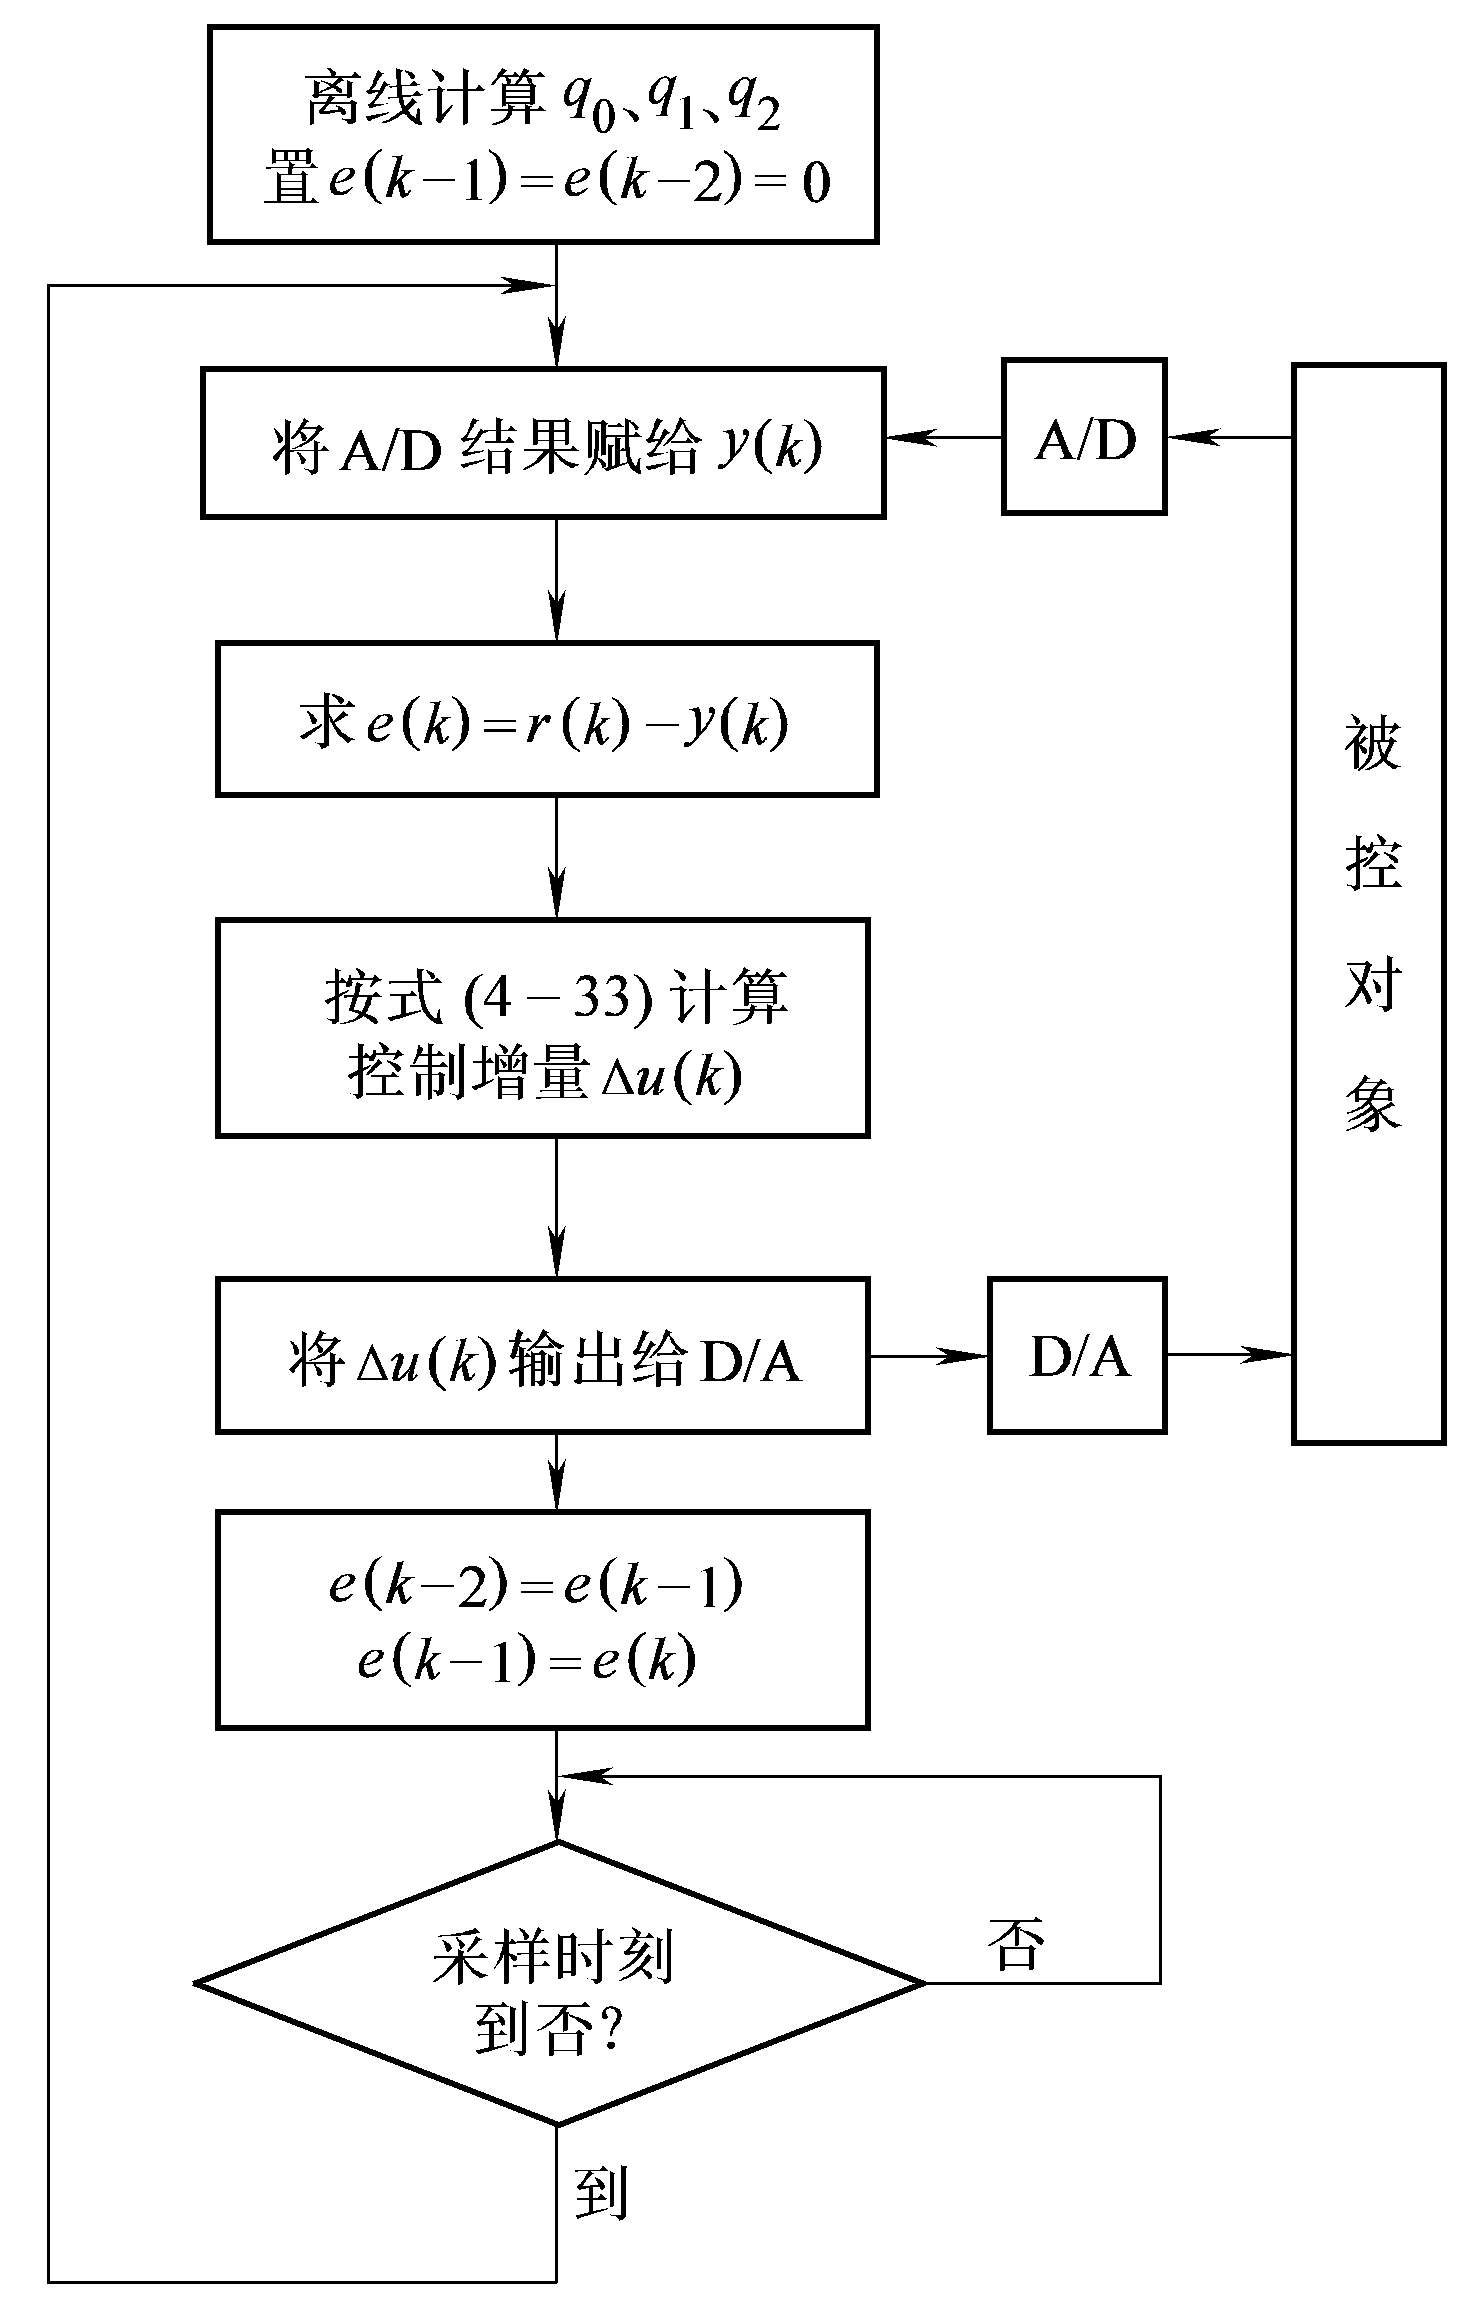 离线计算 q₀、q₁、q₂
置 e(k−1)=e(k−2)=0
将 A/D 结果赋给 y(k)
A/D
求 e(k)=r(k)−y(k)
按式 (4−33) 计算
控制增量 Δu(k)
将 Δu(k) 输出给 D/A
D/A
被控对象
e(k−2)=e(k−1)
e(k−1)=e(k)
采样时刻
到否?
否
到